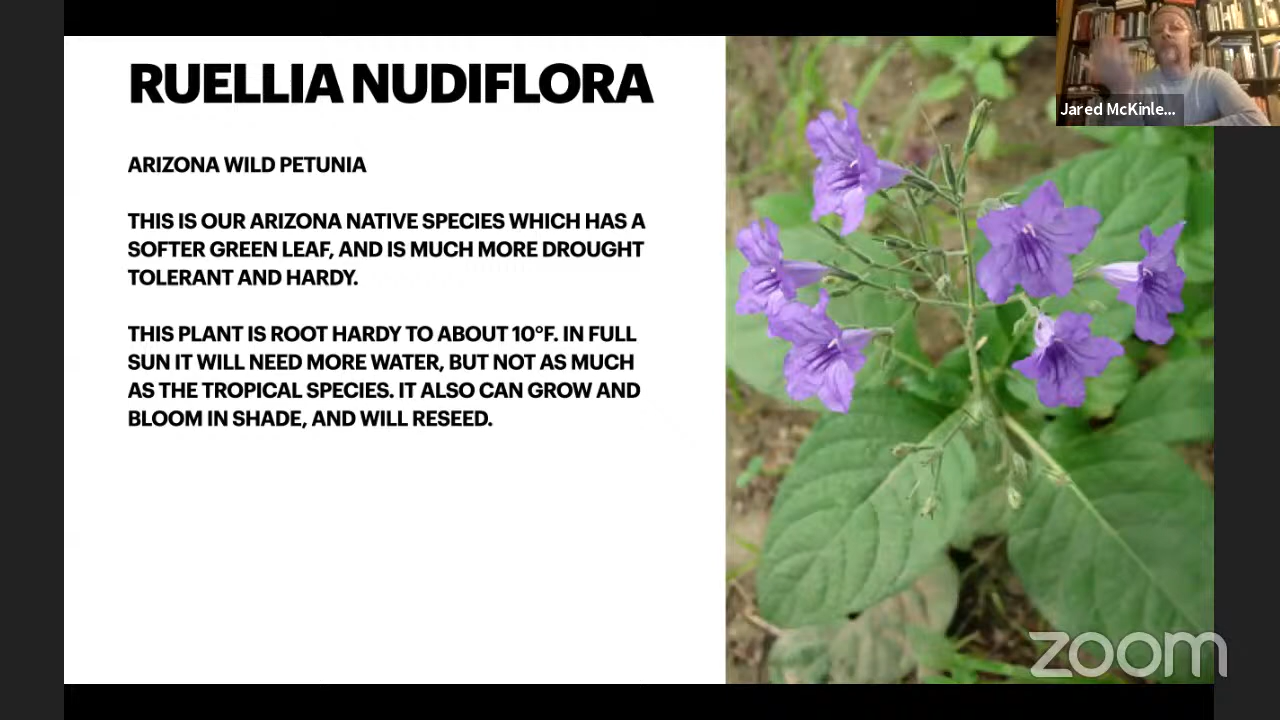 RUELLIA NUDIFLORA
ARIZONA WILD PETUNIA
THIS IS OUR ARIZONA NATIVE SPECIES WHICH HAS A
SOFTER GREEN LEAF, AND IS MUCH MORE DROUGHT
TOLERANT AND HARDY.
THIS PLANT IS ROOT HARDY TO ABOUT 10°F. IN FULL
SUN IT WILL NEED MORE WATER, BUT NOT AS MUCH
AS THE TROPICAL SPECIES. IT ALSO CAN GROW AND
BLOOM IN SHADE, AND WILL RESEED.
Jared McKinle...
zoom